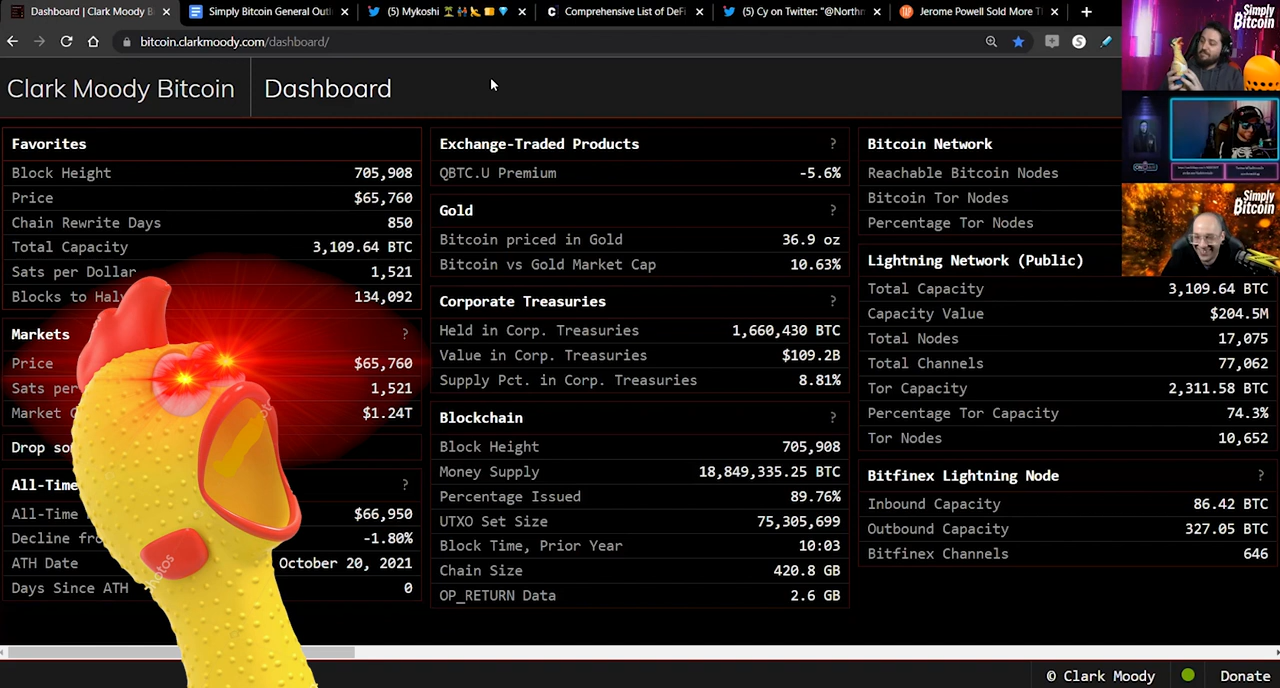 Dashboard | Clark Moody B
Simply Bitcoin General Outl
(5) Mykoshi
Comprehensive List of DeFi
(5) Cy on Twitter: "@Northn
Jerome Powell Sold More T
bitcoin.clarkmoody.com/dashboard/
Simply
Bitcoin
Clark Moody Bitcoin
Dashboard
Favorites
Block Height 705,908
Price $65,760
Chain Rewrite Days 850
Total Capacity 3,109.64 BTC
Sats per Dollar 1,521
Blocks to Hal 134,092
Markets ?
Price $65,760
Sats per 1,521
Market $1.24T
Drop so
All-Time ?
All-Time $66,950
Decline fro -1.80%
ATH Date October 20, 2021
Days Since ATH 0
Exchange-Traded Products ?
QBTC.U Premium -5.6%
Gold ?
Bitcoin priced in Gold 36.9 oz
Bitcoin vs Gold Market Cap 10.63%
Corporate Treasuries ?
Held in Corp. Treasuries 1,660,430 BTC
Value in Corp. Treasuries $109.2B
Supply Pct. in Corp. Treasuries 8.81%
Blockchain ?
Block Height 705,908
Money Supply 18,849,335.25 BTC
Percentage Issued 89.76%
UTXO Set Size 75,305,699
Block Time, Prior Year 10:03
Chain Size 420.8 GB
OP_RETURN Data 2.6 GB
Bitcoin Network
Reachable Bitcoin Nodes
Bitcoin Tor Nodes
Percentage Tor Nodes
Simply
Bitcoin
Lightning Network (Public)
Total Capacity 3,109.64 BTC
Capacity Value $204.5M
Total Nodes 17,075
Total Channels 77,062
Tor Capacity 2,311.58 BTC
Percentage Tor Capacity 74.3%
Tor Nodes 10,652
Bitfinex Lightning Node ?
Inbound Capacity 86.42 BTC
Outbound Capacity 327.05 BTC
Bitfinex Channels 646
© Clark Moody
Donate